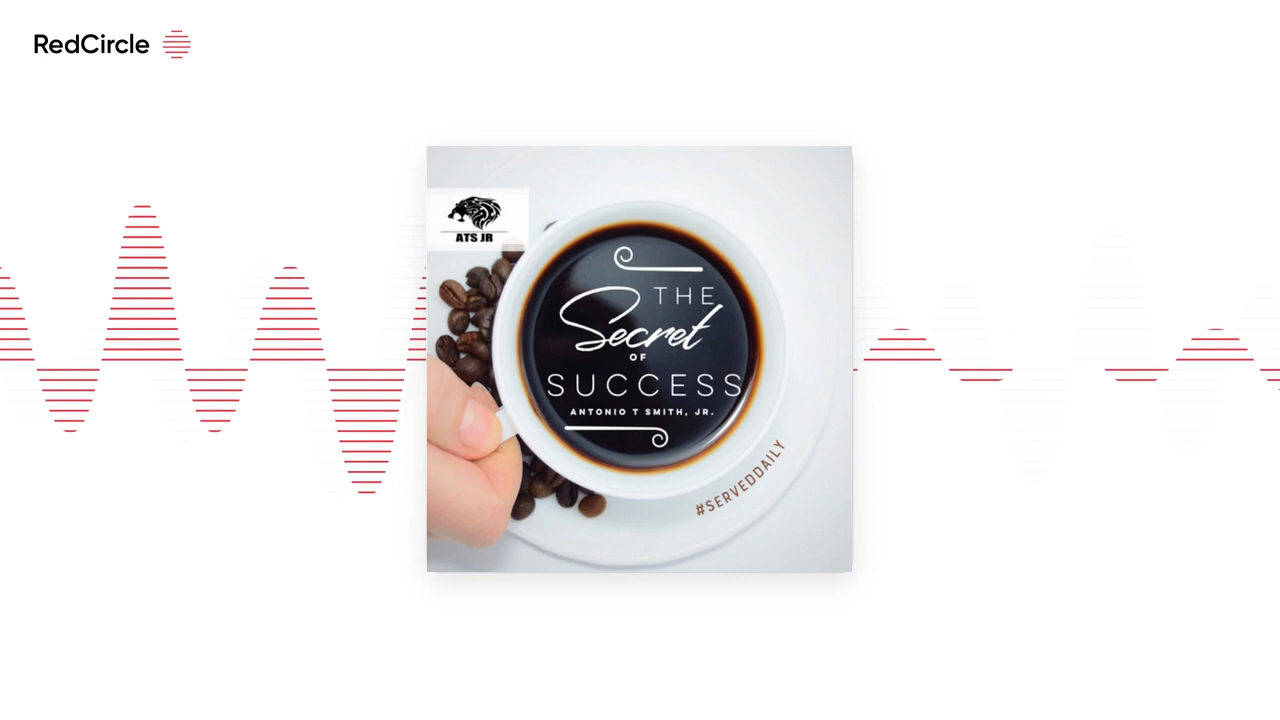 RedCircle
ATS JR
THE
Secret
OF
SUCCESS
ANTONIO T SMITH, JR.
#SERVEDDAILY